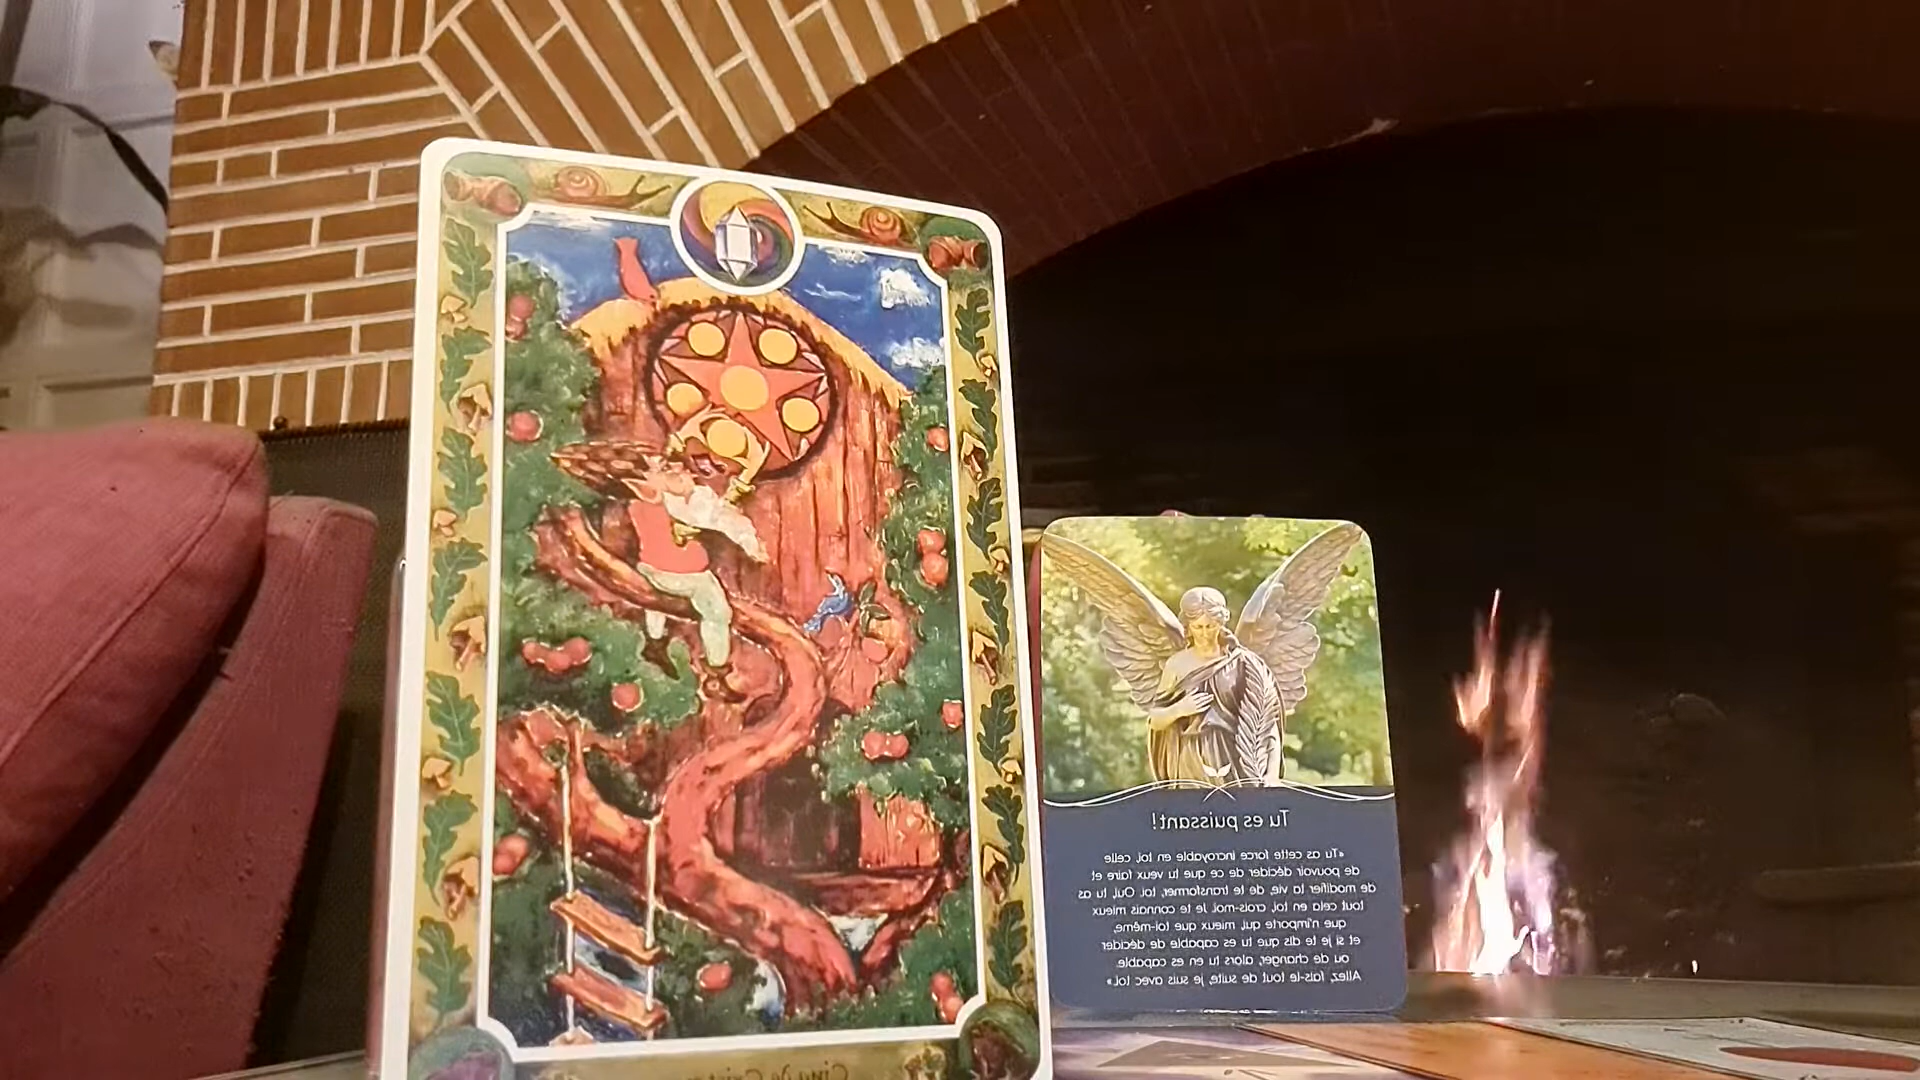 Tu es puissant!
«Tu as cette force incroyable en toi, celle
de pouvoir décider de ce que tu veux faire et
de modifier ta vie, de te transformer, toi. Oui, tu as
tout cela en toi, crois-moi. Je te connais mieux
que n'importe qui, mieux que toi-même,
et si je te dis que tu es capable de décider
ou de changer, alors tu en es capable.
Allez, fais-le tout de suite, je suis avec toi.»
Cinq de